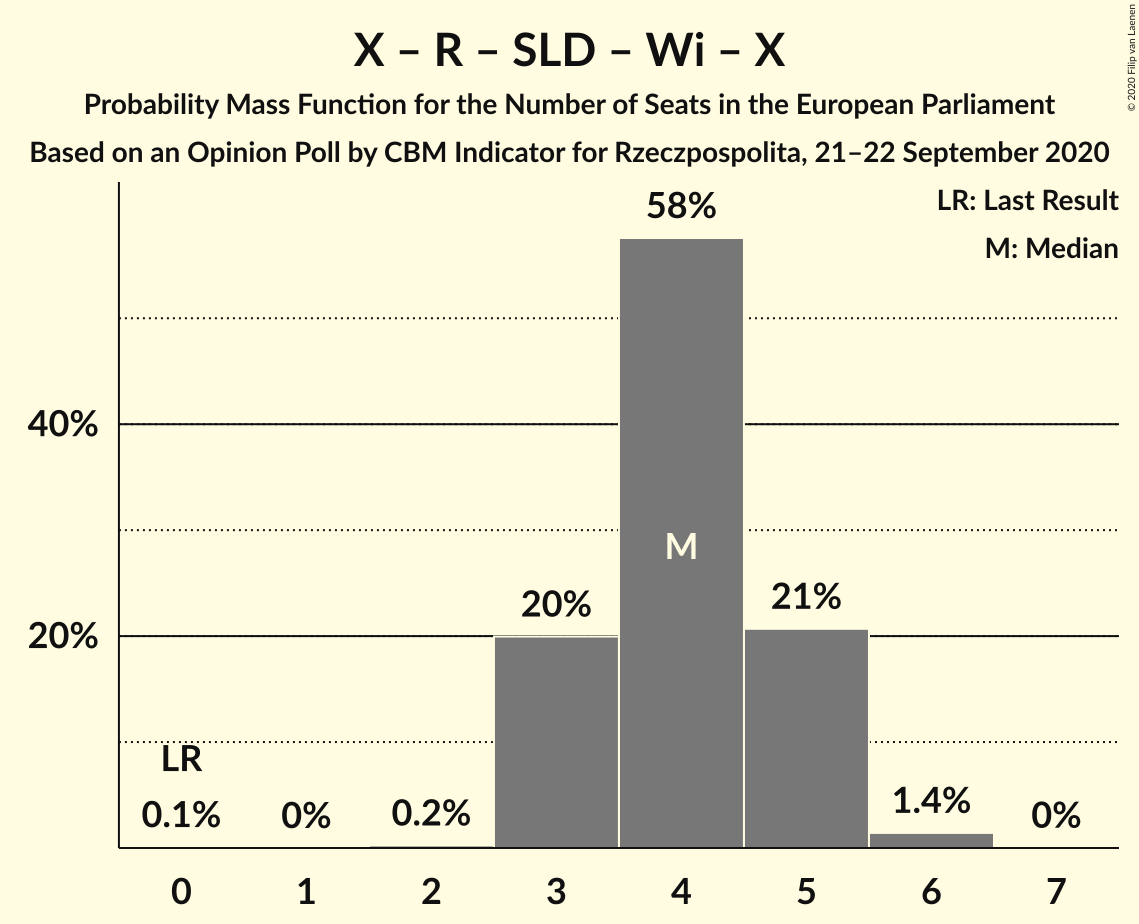 X – R – SLD – Wi – X
Probability Mass Function for the Number of Seats in the European Parliament
Based on an Opinion Poll by CBM Indicator for Rzeczpospolita, 21–22 September 2020
© 2020 Filip van Laenen
LR: Last Result
M: Median
58%
40%
M
20%
21%
20%
LR
0.1%
0%
0.2%
1.4%
0%
0 1 2 3 4 5 6 7